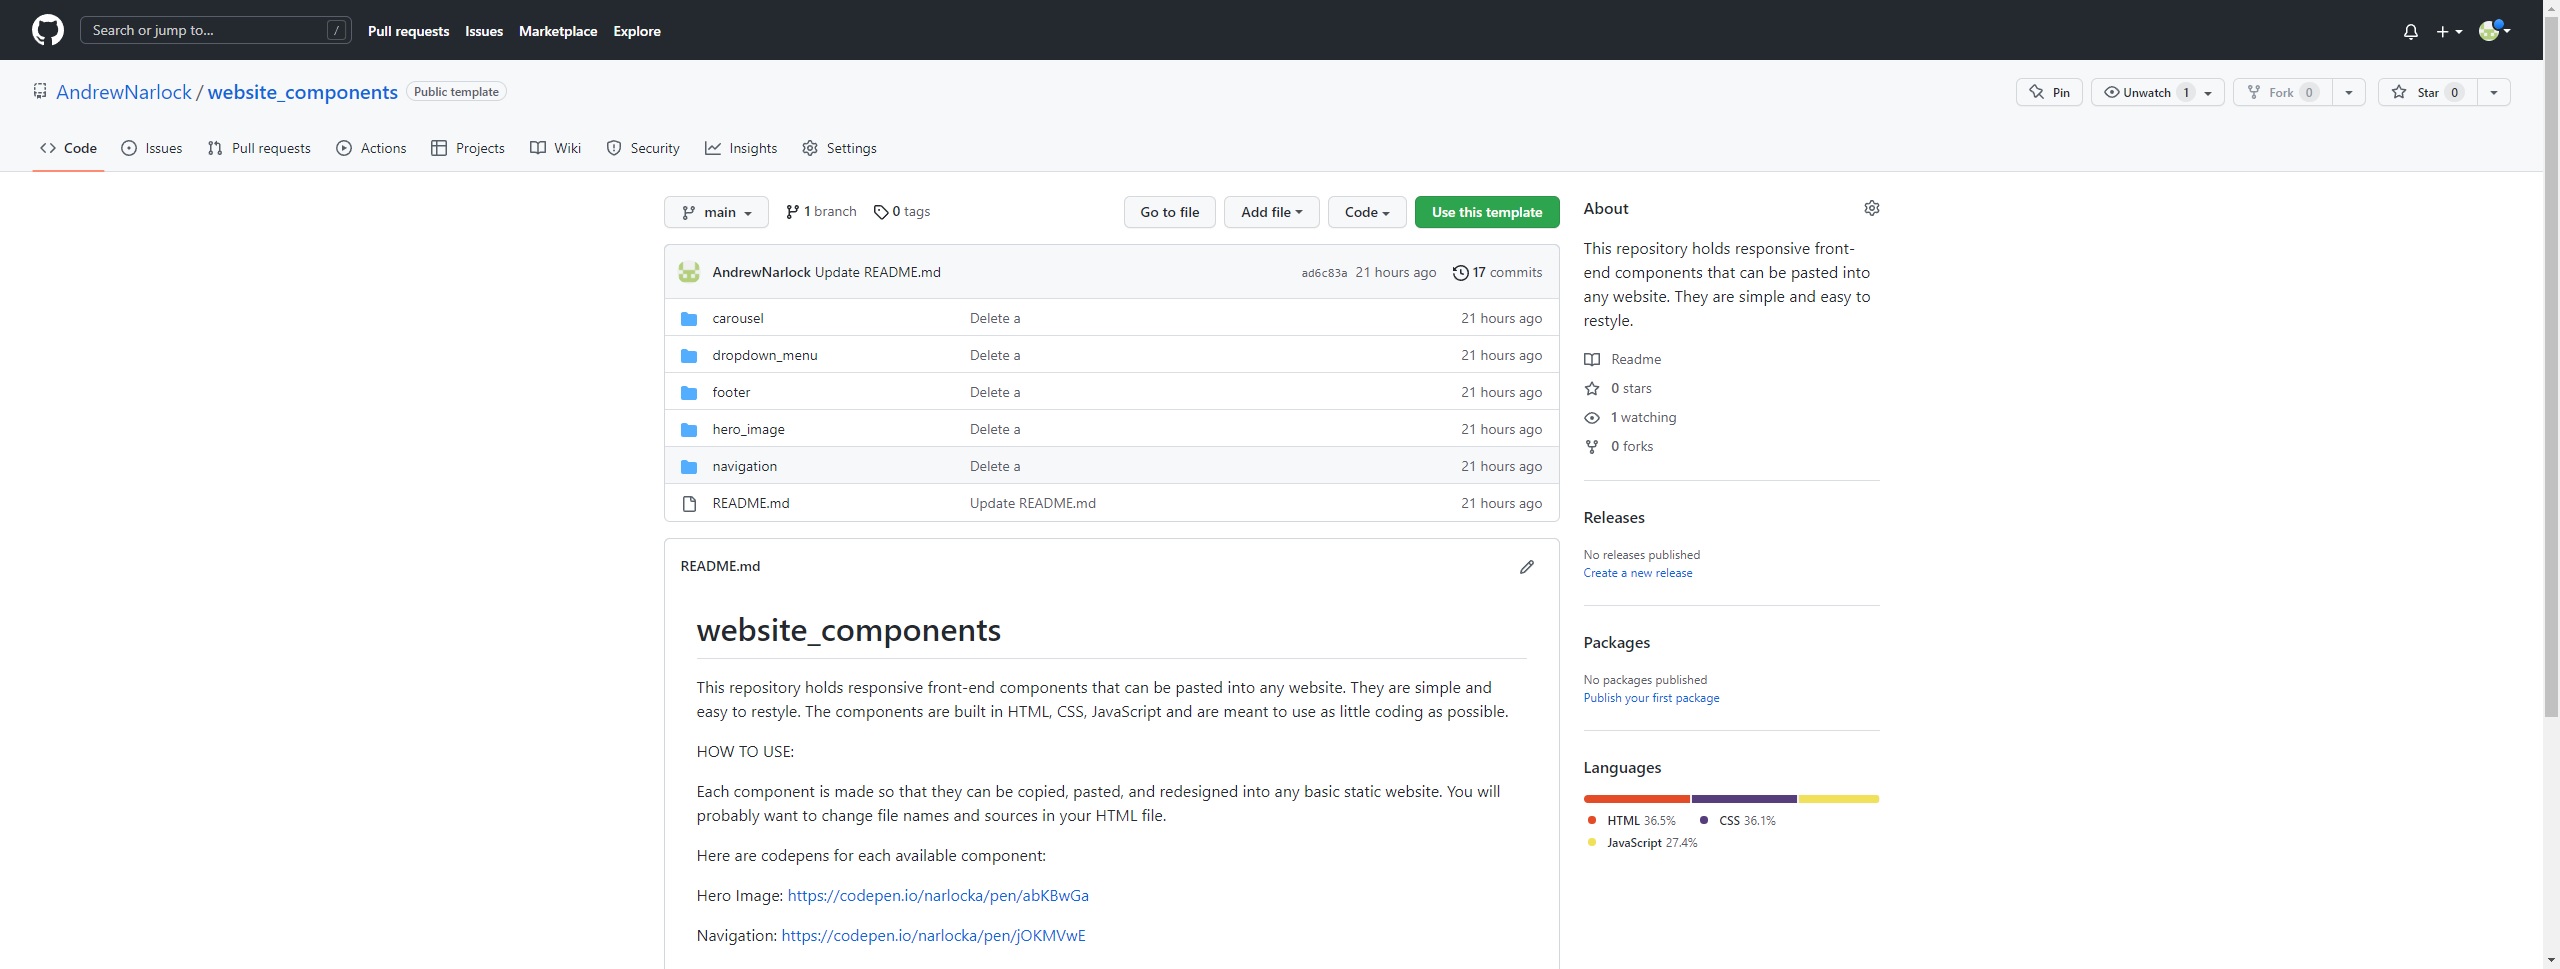 Search or jump to... /
Pull requests Issues Marketplace Explore
AndrewNarlock / website_components Public template
Pin Unwatch 1 Fork 0 Star 0
Code Issues Pull requests Actions Projects Wiki Security Insights Settings
main 1 branch 0 tags Go to file Add file Code Use this template
AndrewNarlock Update README.md ad6c83a 21 hours ago 17 commits
carousel Delete a 21 hours ago
dropdown_menu Delete a 21 hours ago
footer Delete a 21 hours ago
hero_image Delete a 21 hours ago
navigation Delete a 21 hours ago
README.md Update README.md 21 hours ago
README.md
website_components
This repository holds responsive front-end components that can be pasted into any website. They are simple and
easy to restyle. The components are built in HTML, CSS, JavaScript and are meant to use as little coding as possible.
HOW TO USE:
Each component is made so that they can be copied, pasted, and redesigned into any basic static website. You will
probably want to change file names and sources in your HTML file.
Here are codepens for each available component:
Hero Image: https://codepen.io/narlocka/pen/abKBwGa
Navigation: https://codepen.io/narlocka/pen/jOKMVwE
About
This repository holds responsive front-
end components that can be pasted into
any website. They are simple and easy to
restyle.
Readme
0 stars
1 watching
0 forks
Releases
No releases published
Create a new release
Packages
No packages published
Publish your first package
Languages
HTML 36.5% CSS 36.1%
JavaScript 27.4%